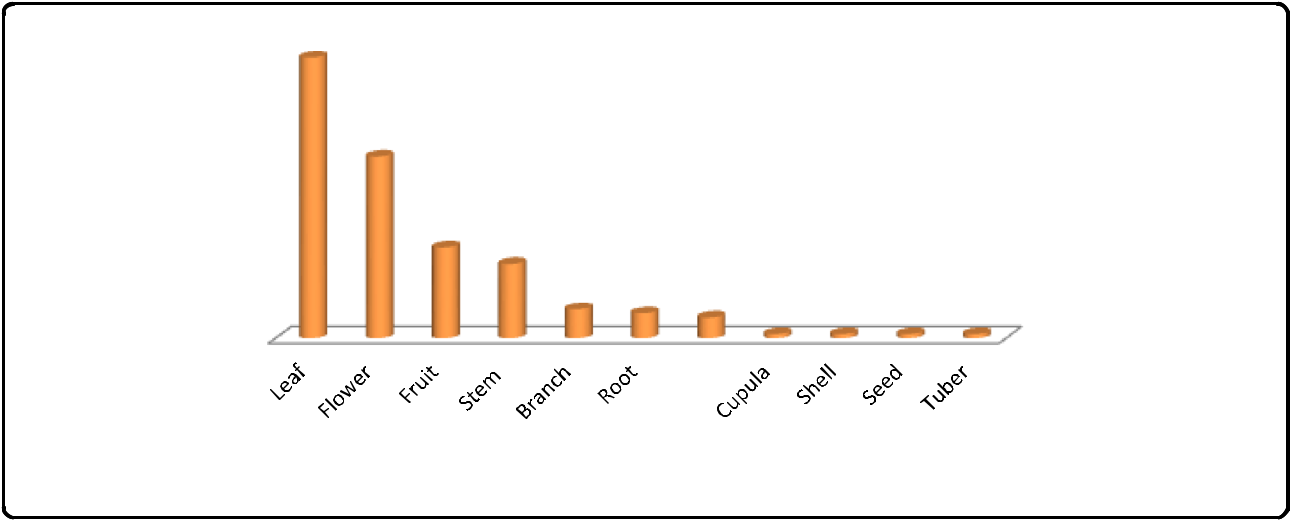 Leaf
Flower
Fruit
Stem
Branch
Root
Cupula
Shell
Seed
Tuber